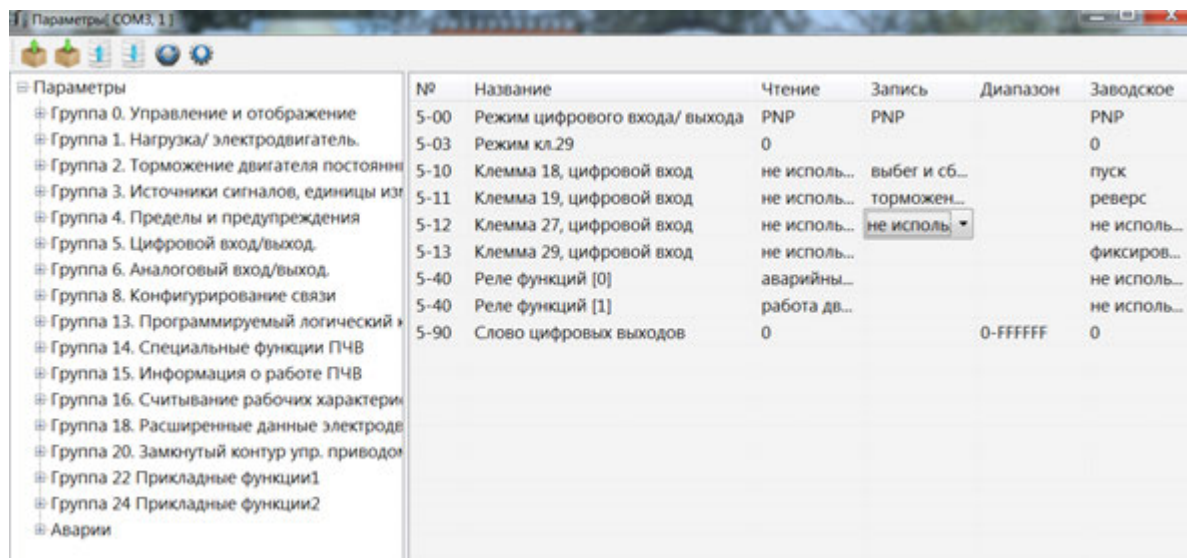 Параметры[ COM3, 1 ]
Параметры
Группа 0. Управление и отображение
Группа 1. Нагрузка/ электродвигатель.
Группа 2. Торможение двигателя постоянн
Группа 3. Источники сигналов, единицы изм
Группа 4. Пределы и предупреждения
Группа 5. Цифровой вход/выход.
Группа 6. Аналоговый вход/выход.
Группа 8. Конфигурирование связи
Группа 13. Программируемый логический к
Группа 14. Специальные функции ПЧВ
Группа 15. Информация о работе ПЧВ
Группа 16. Считывание рабочих характери
Группа 18. Расширенные данные электродв
Группа 20. Замкнутый контур упр. приводом
Группа 22 Прикладные функции1
Группа 24 Прикладные функции2
Аварии
№ Название Чтение Запись Диапазон Заводское
5-00 Режим цифрового входа/ выхода PNP PNP PNP
5-03 Режим кл.29 0 0
5-10 Клемма 18, цифровой вход не исполь... выбег и сб... пуск
5-11 Клемма 19, цифровой вход не исполь... торможен... реверс
5-12 Клемма 27, цифровой вход не исполь... не исполь не исполь...
5-13 Клемма 29, цифровой вход не исполь... фиксиров...
5-40 Реле функций [0] аварийны... не исполь...
5-40 Реле функций [1] работа дв... не исполь...
5-90 Слово цифровых выходов 0 0-FFFFFF 0